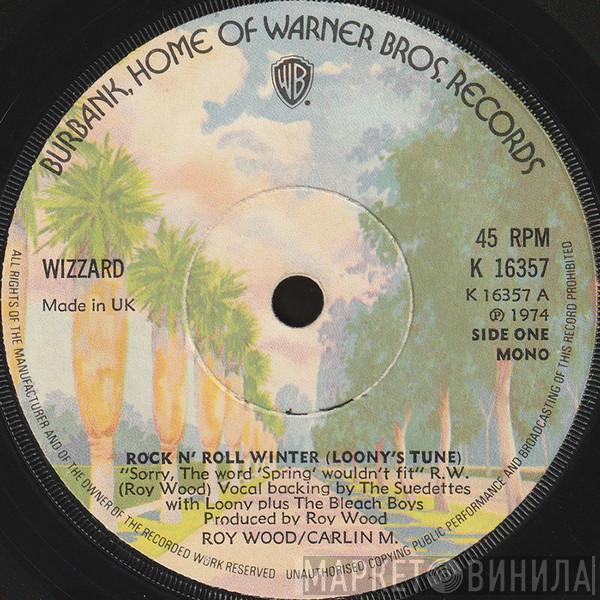 BURBANK, HOME OF WARNER BROS. RECORDS
WB
WIZZARD
Made in UK
45 RPM
K 16357
K 16357 A
℗ 1974
SIDE ONE
MONO
ROCK N' ROLL WINTER (LOONY'S TUNE)
"Sorry, The word 'Spring' wouldn't fit" R.W.
(Roy Wood) Vocal backing by The Suedettes
with Loony plus The Bleach Boys
Produced by Roy Wood
ROY WOOD/CARLIN M.
ALL RIGHTS OF THE MANUFACTURER AND OF THE OWNER OF THE RECORDED WORK RESERVED UNAUTHORISED COPYING PUBLIC PERFORMANCE AND BROADCASTING OF THIS RECORD PROHIBITED
МАРКЕТ ВИНИЛА